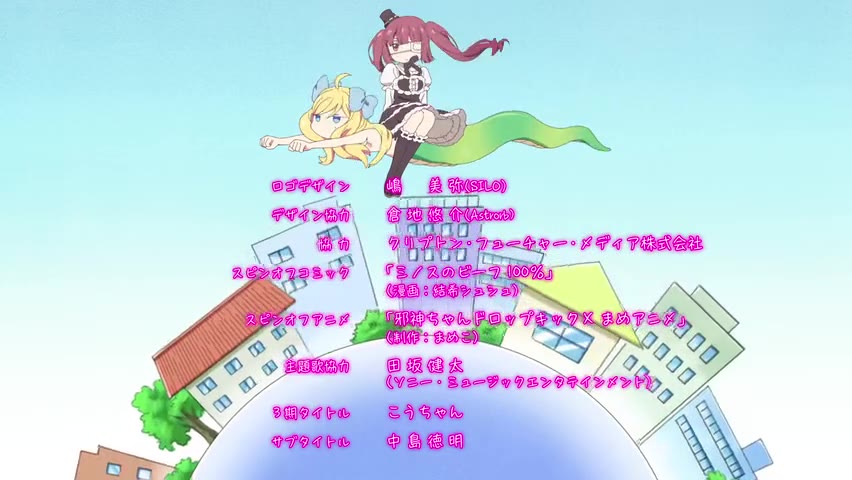 ロゴデザイン 嶋 美弥(SILO)
デザイン協力 倉地悠介(Astrorb)
協力 クリプトン・フューチャー・メディア株式会社
スピンオフコミック 「ミノスのビーフ100%」
(漫画：結希シュシュ)
スピンオフアニメ 「邪神ちゃんドロップキックX まめアニメ」
(制作：まめこ)
主題歌協力 田坂健太
(ソニー・ミュージックエンタテインメント)
3期タイトル こうちゃん
サブタイトル 中島徳明